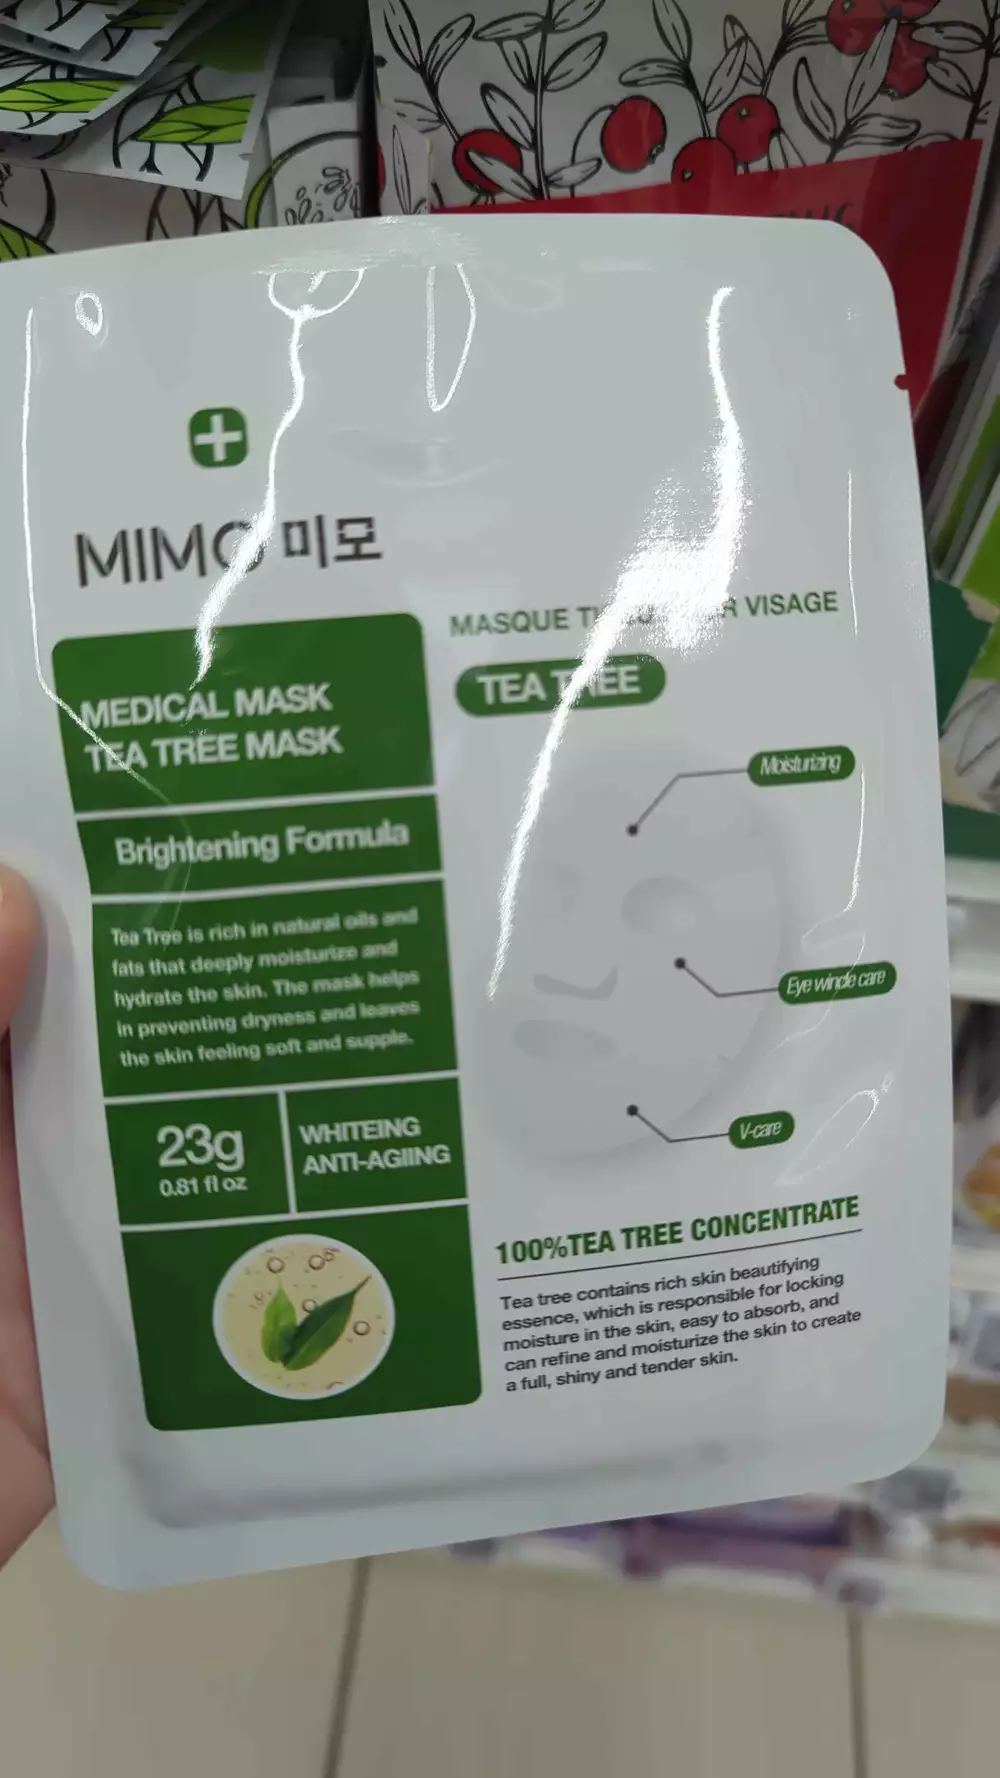 MIMO 미모
MASQUE VISAGE
TEA TREE
MEDICAL MASK
TEA TREE MASK
Brightening Formula
Tea Tree is rich in natural oils and
fats that deeply moisturize and
hydrate the skin. The mask helps
in preventing dryness and leaves
the skin feeling soft and supple.
23g
0.81 fl oz
WHITEING
ANTI-AGIING
Moisturizing
Eye wincle care
V-care
100%TEA TREE CONCENTRATE
Tea tree contains rich skin beautifying
essence, which is responsible for locking
moisture in the skin, easy to absorb, and
can refine and moisturize the skin to create
a full, shiny and tender skin.